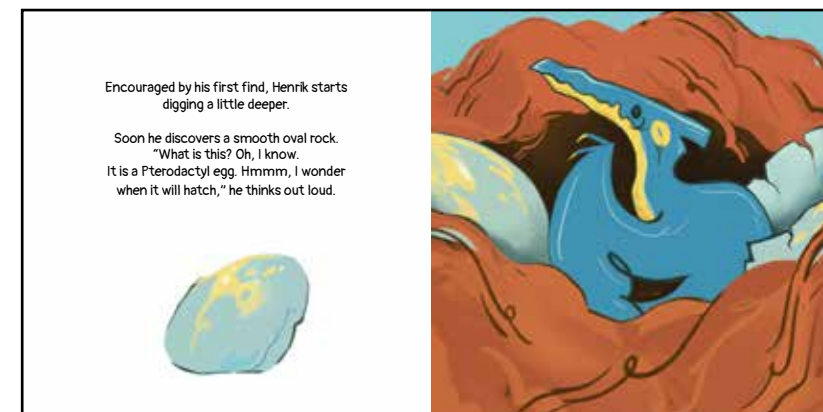 Encouraged by his first find, Henrik starts
digging a little deeper.
Soon he discovers a smooth oval rock.
"What is this? Oh, I know.
It is a Pterodactyl egg. Hmmm, I wonder
when it will hatch," he thinks out loud.